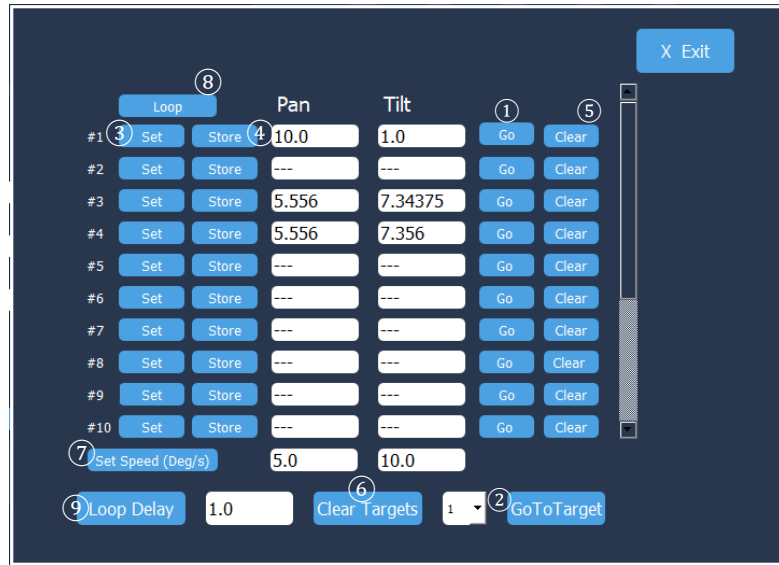 X Exit
⑧
Loop Pan Tilt ① ⑤
#1 ③ Set Store ④ 10.0 1.0 Go Clear
#2 Set Store --- --- Go Clear
#3 Set Store 5.556 7.34375 Go Clear
#4 Set Store 5.556 7.356 Go Clear
#5 Set Store --- --- Go Clear
#6 Set Store --- --- Go Clear
#7 Set Store --- --- Go Clear
#8 Set Store --- --- Go Clear
#9 Set Store --- --- Go Clear
#10 Set Store --- --- Go Clear
⑦ Set Speed (Deg/s) 5.0 10.0
⑥
⑨ Loop Delay 1.0 Clear Targets 1 ② GoToTarget